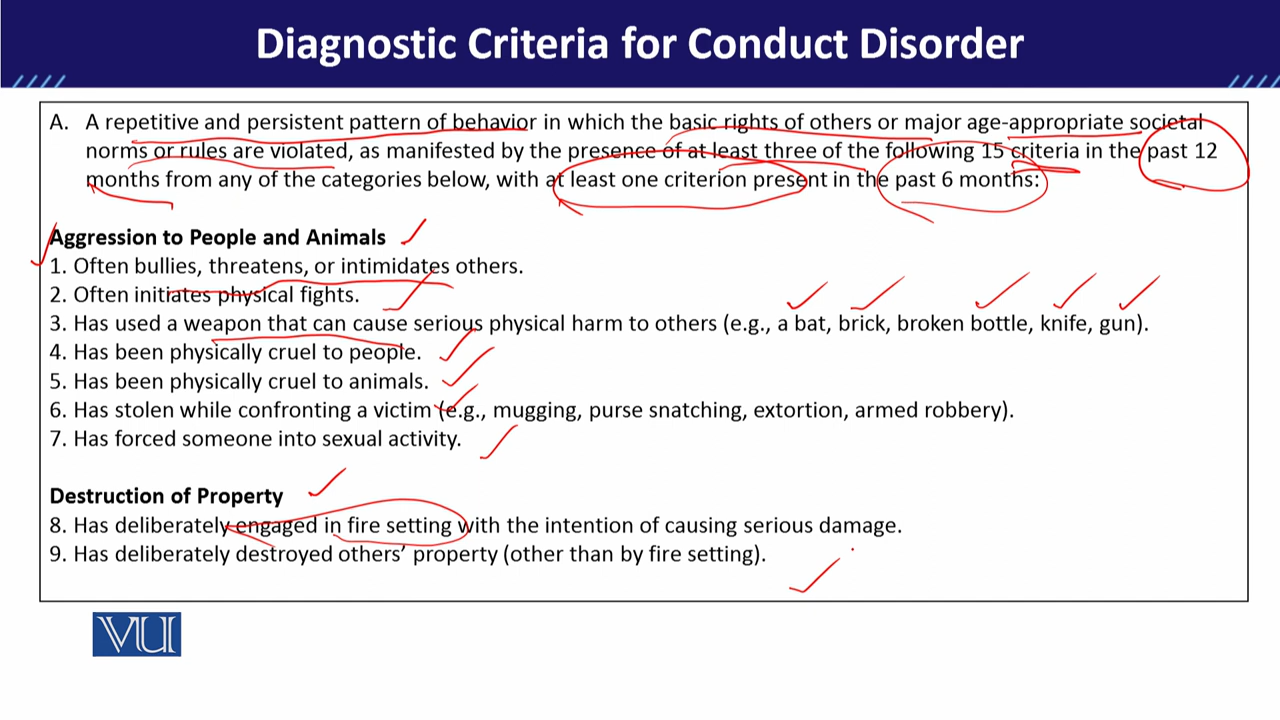 Diagnostic Criteria for Conduct Disorder
A. A repetitive and persistent pattern of behavior in which the basic rights of others or major age-appropriate societal
norms or rules are violated, as manifested by the presence of at least three of the following 15 criteria in the past 12
months from any of the categories below, with at least one criterion present in the past 6 months:
Aggression to People and Animals
1. Often bullies, threatens, or intimidates others.
2. Often initiates physical fights.
3. Has used a weapon that can cause serious physical harm to others (e.g., a bat, brick, broken bottle, knife, gun).
4. Has been physically cruel to people.
5. Has been physically cruel to animals.
6. Has stolen while confronting a victim (e.g., mugging, purse snatching, extortion, armed robbery).
7. Has forced someone into sexual activity.
Destruction of Property
8. Has deliberately engaged in fire setting with the intention of causing serious damage.
9. Has deliberately destroyed others’ property (other than by fire setting).
VU